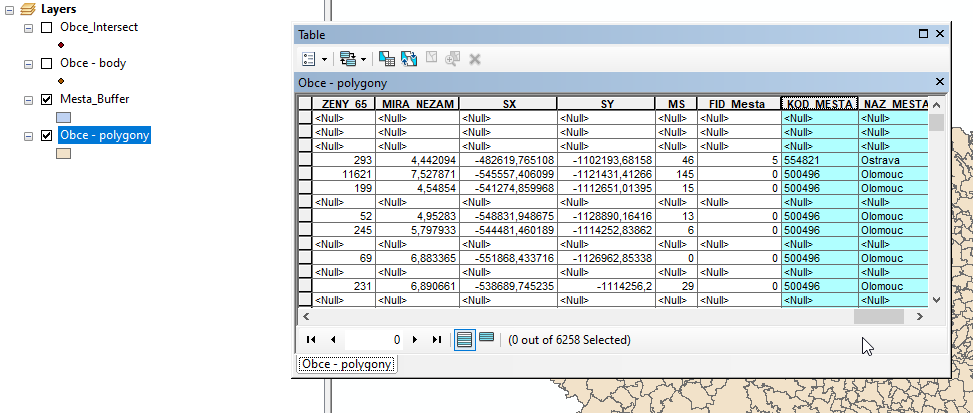 Layers
Obce_Intersect
Obce - body
Mesta_Buffer
Obce - polygony
Table
Obce - polygony
ZENY_65 MIRA_NEZAM SX SY MS FID_Mesta KOD_MESTA NAZ_MESTA
<Null> <Null> <Null> <Null> <Null> <Null> <Null> <Null>
<Null> <Null> <Null> <Null> <Null> <Null> <Null> <Null>
<Null> <Null> <Null> <Null> <Null> <Null> <Null> <Null>
293 4,442094 -482619,765108 -1102193,68158 46 5 554821 Ostrava
11621 7,527871 -545557,406099 -1121431,41266 145 0 500496 Olomouc
199 4,54854 -541274,859968 -1112651,01395 15 0 500496 Olomouc
<Null> <Null> <Null> <Null> <Null> <Null> <Null> <Null>
52 4,95283 -548831,948675 -1128890,16416 13 0 500496 Olomouc
245 5,797933 -544481,460189 -1114252,83862 6 0 500496 Olomouc
<Null> <Null> <Null> <Null> <Null> <Null> <Null> <Null>
69 6,883365 -551868,433716 -1126962,85338 0 0 500496 Olomouc
<Null> <Null> <Null> <Null> <Null> <Null> <Null> <Null>
231 6,890661 -538689,745235 -1114256,2 29 0 500496 Olomouc
<Null> <Null> <Null> <Null> <Null> <Null> <Null> <Null>
0 (0 out of 6258 Selected)
Obce - polygony